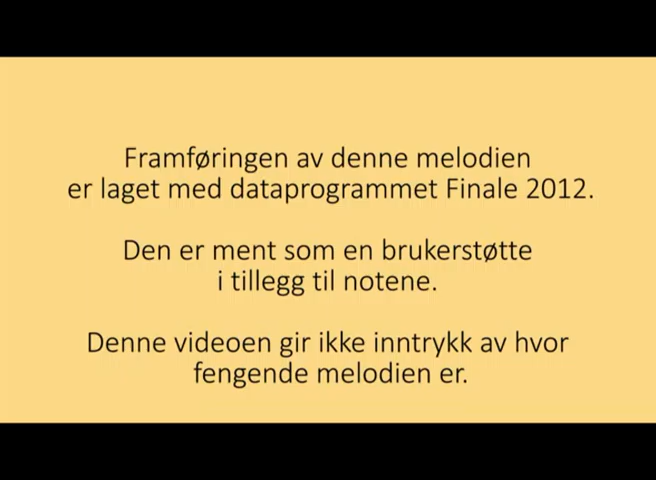 Framføringen av denne melodien
er laget med dataprogrammet Finale 2012.
Den er ment som en brukerstøtte
i tillegg til notene.
Denne videoen gir ikke inntrykk av hvor
fengende melodien er.